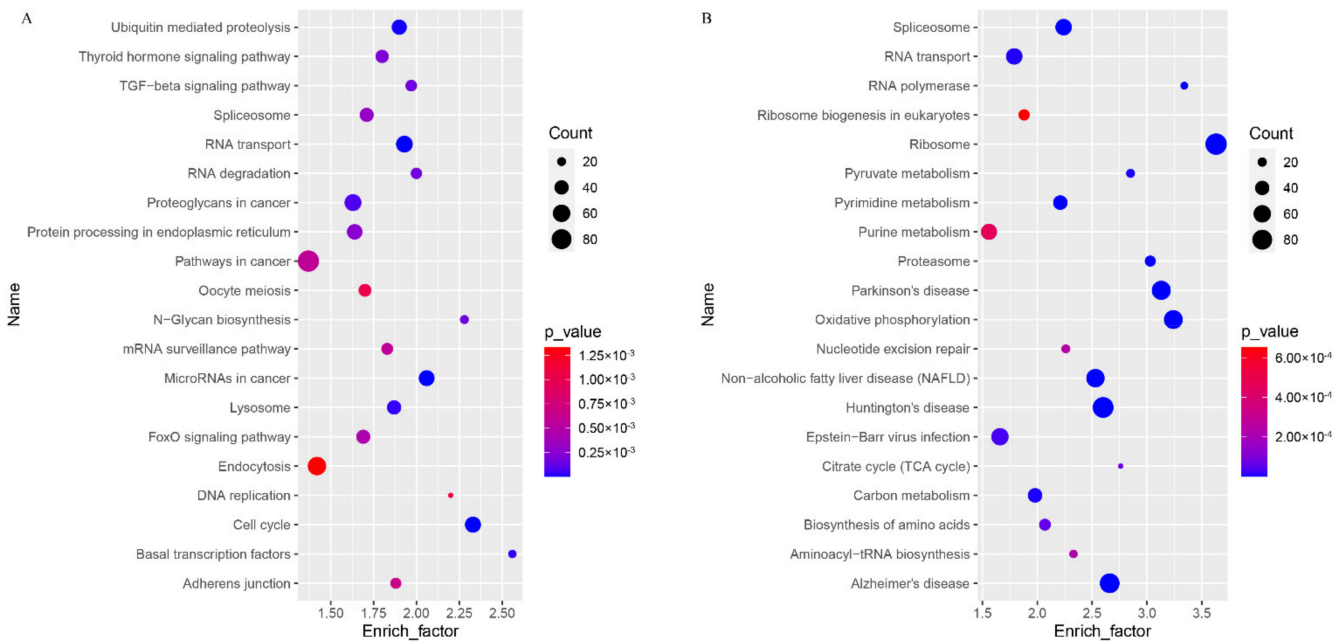 A
Ubiquitin mediated proteolysis
Thyroid hormone signaling pathway
TGF−beta signaling pathway
Spliceosome
RNA transport
RNA degradation
Proteoglycans in cancer
Protein processing in endoplasmic reticulum
Pathways in cancer
Oocyte meiosis
N−Glycan biosynthesis
mRNA surveillance pathway
MicroRNAs in cancer
Lysosome
FoxO signaling pathway
Endocytosis
DNA replication
Cell cycle
Basal transcription factors
Adherens junction
Name
1.50 1.75 2.00 2.25 2.50
Enrich_factor
Count
20
40
60
80
p_value
1.25×10⁻³
1.00×10⁻³
0.75×10⁻³
0.50×10⁻³
0.25×10⁻³
B
Spliceosome
RNA transport
RNA polymerase
Ribosome biogenesis in eukaryotes
Ribosome
Pyruvate metabolism
Pyrimidine metabolism
Purine metabolism
Proteasome
Parkinson's disease
Oxidative phosphorylation
Nucleotide excision repair
Non−alcoholic fatty liver disease (NAFLD)
Huntington's disease
Epstein−Barr virus infection
Citrate cycle (TCA cycle)
Carbon metabolism
Biosynthesis of amino acids
Aminoacyl−tRNA biosynthesis
Alzheimer's disease
Name
1.5 2.0 2.5 3.0 3.5
Enrich_factor
Count
20
40
60
80
p_value
6.00×10⁻⁴
4.00×10⁻⁴
2.00×10⁻⁴